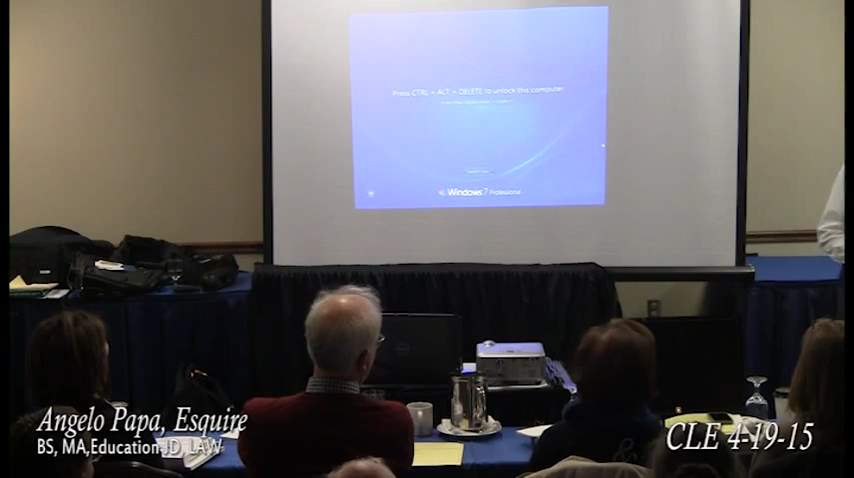 Press CTRL + ALT + DELETE to unlock this computer
Windows 7 Professional
Angelo Papa, Esquire
BS, MA,Education-JD, LAW
CLE 4-19-15